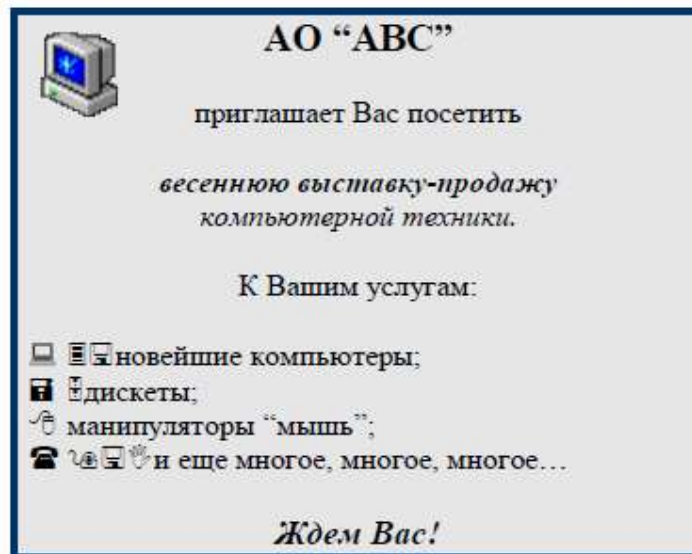 АО “ABC”
приглашает Вас посетить
весеннюю выставку-продажу
компьютерной техники.
К Вашим услугам:
новейшие компьютеры;
дискеты;
манипуляторы “мышь”;
и еще многое, многое, многое…
Ждем Вас!